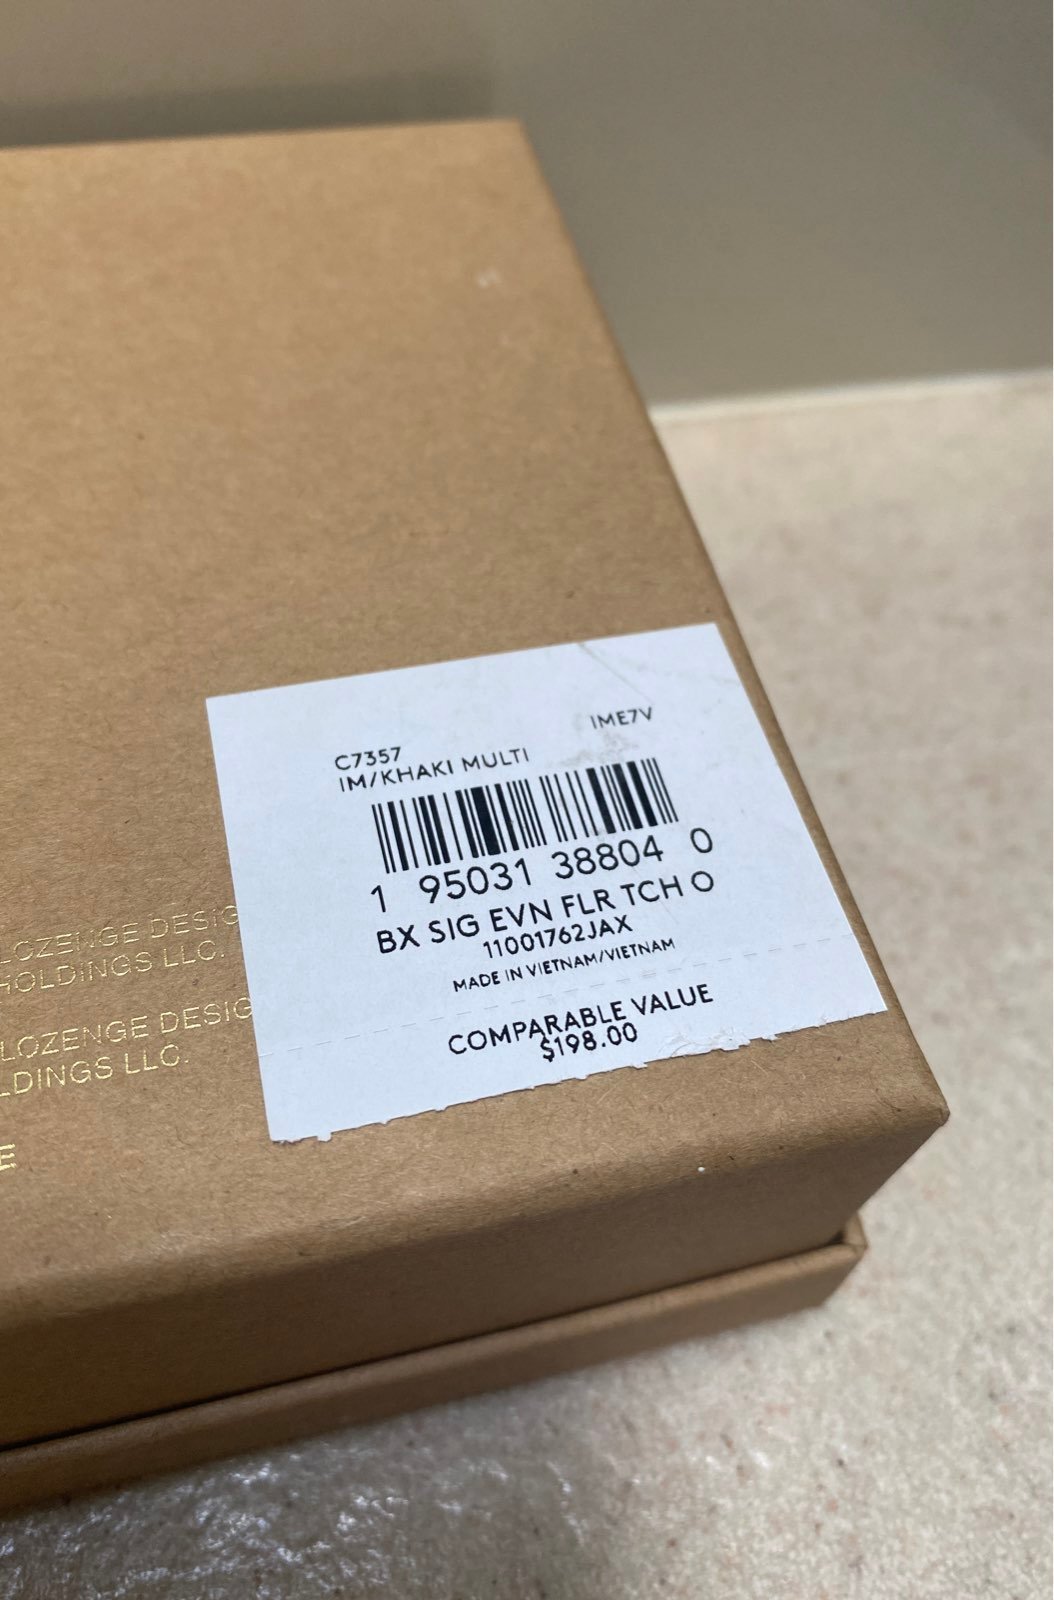 C7357
IME7V
IM/KHAKI MULTI
1 95031 38804 0
BX SIG EVN FLR TCH O
11001762JAX
MADE IN VIETNAM/VIETNAM
COMPARABLE VALUE
$198.00
LOZENGE DESIG
HOLDINGS LLC.
LOZENGE DESIG
LDINGS LLC.
E